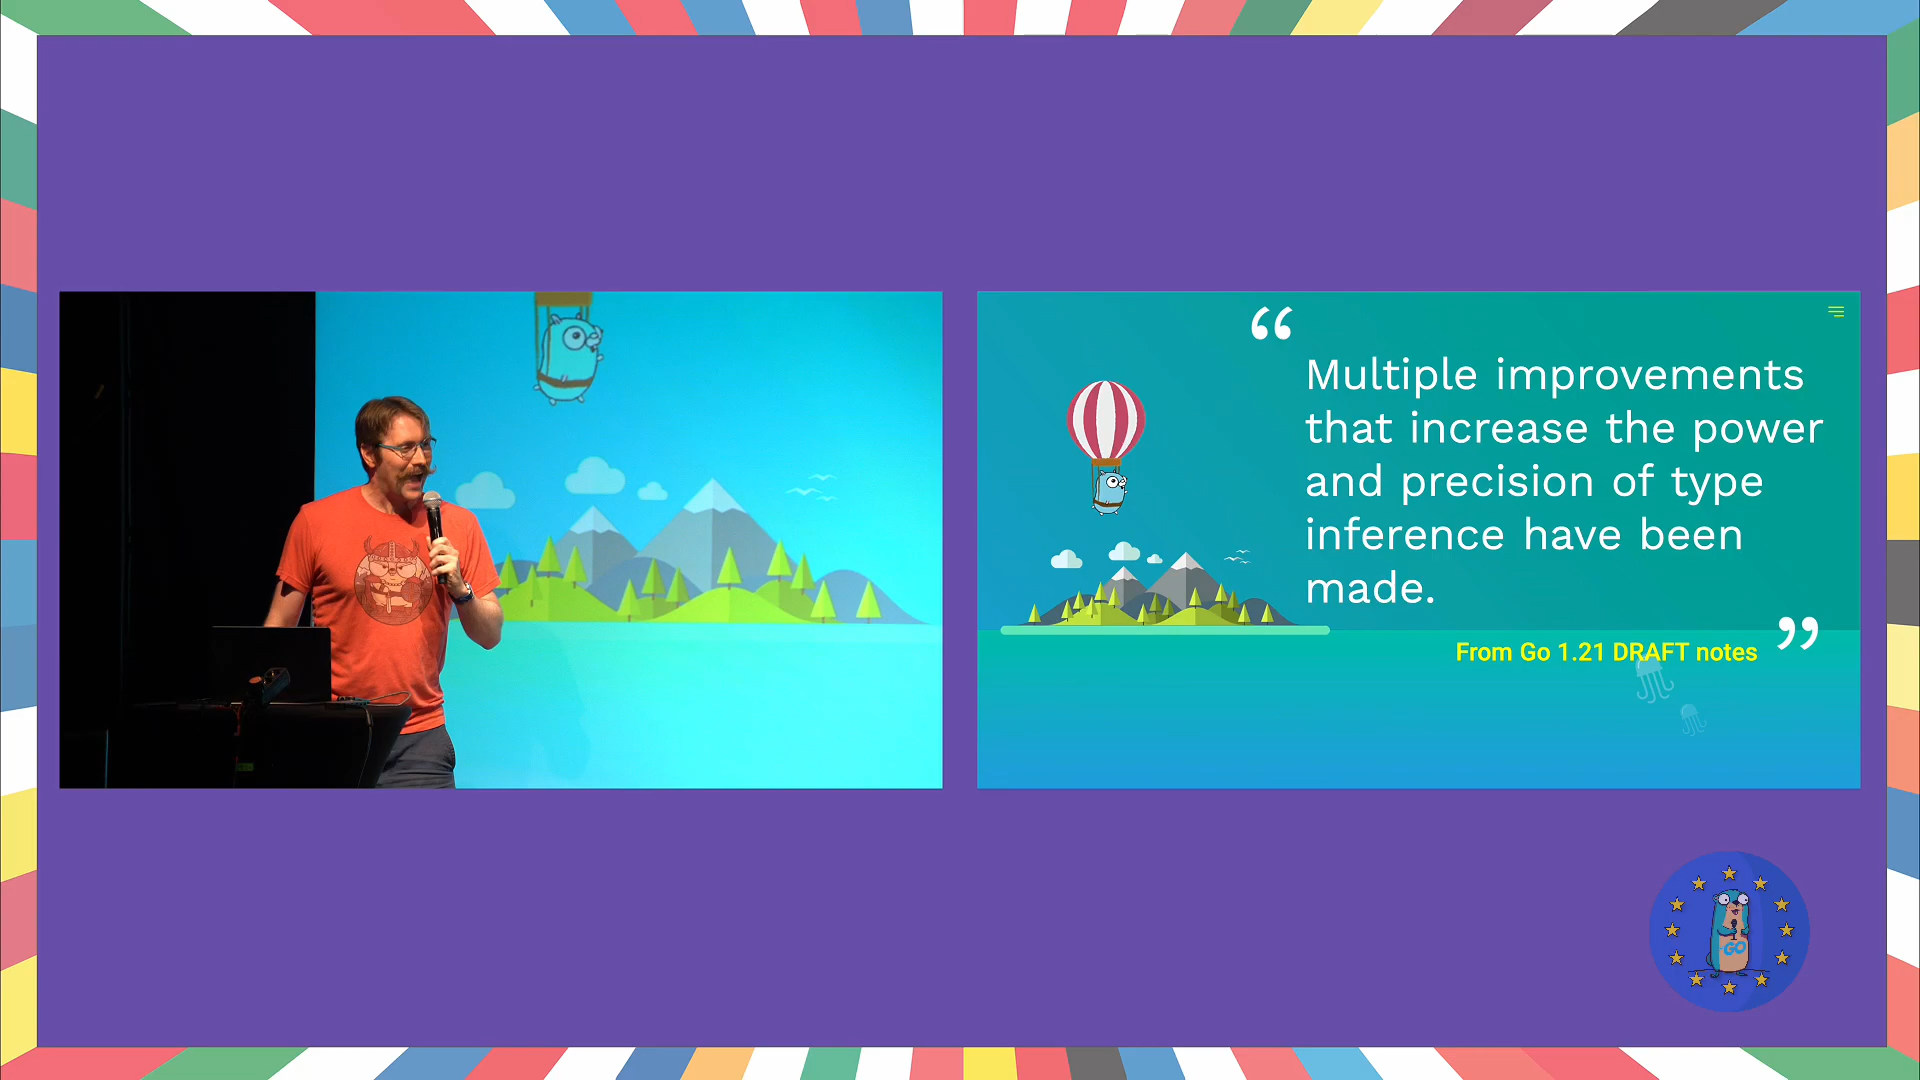 “
Multiple improvements
that increase the power
and precision of type
inference have been
made.
”
From Go 1.21 DRAFT notes
GO